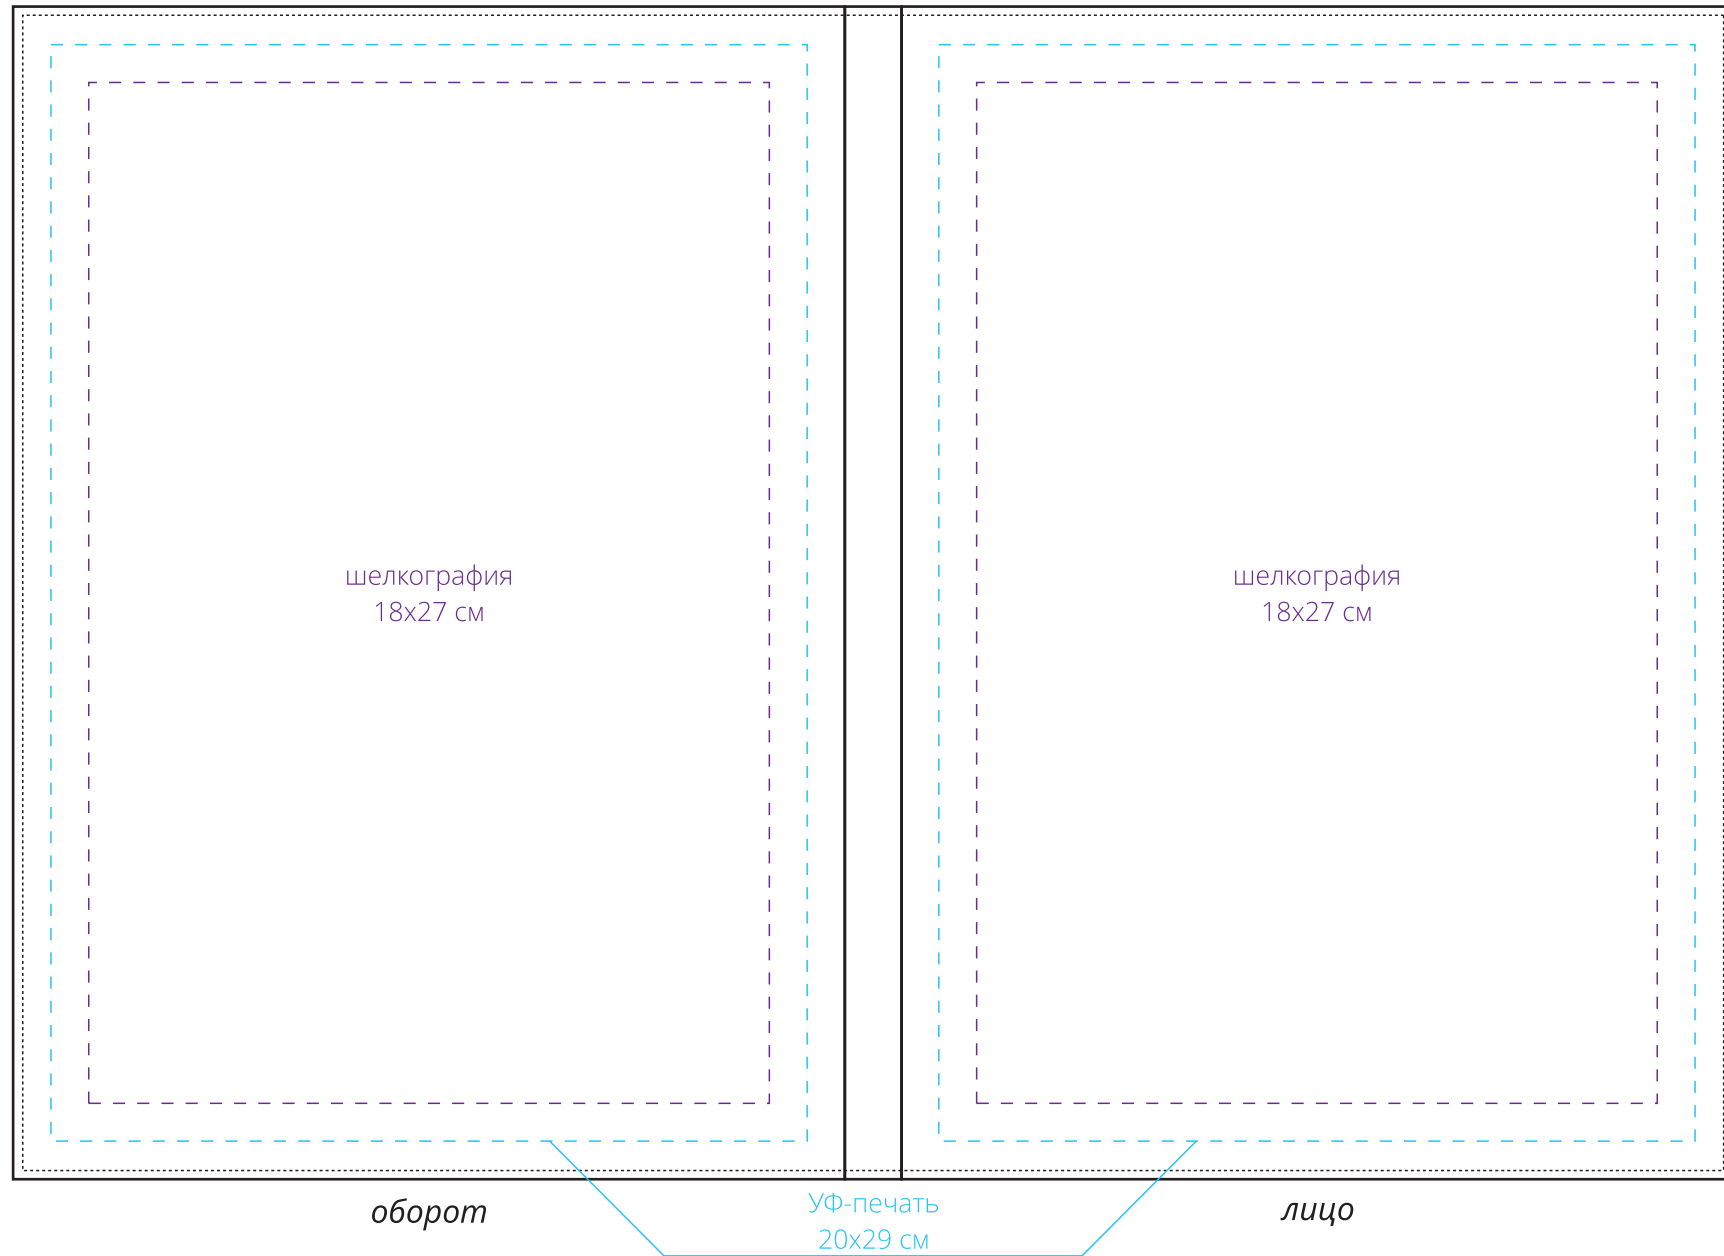 шелкография
18x27 см
шелкография
18x27 см
оборот
УФ-печать
20x29 см
лицо